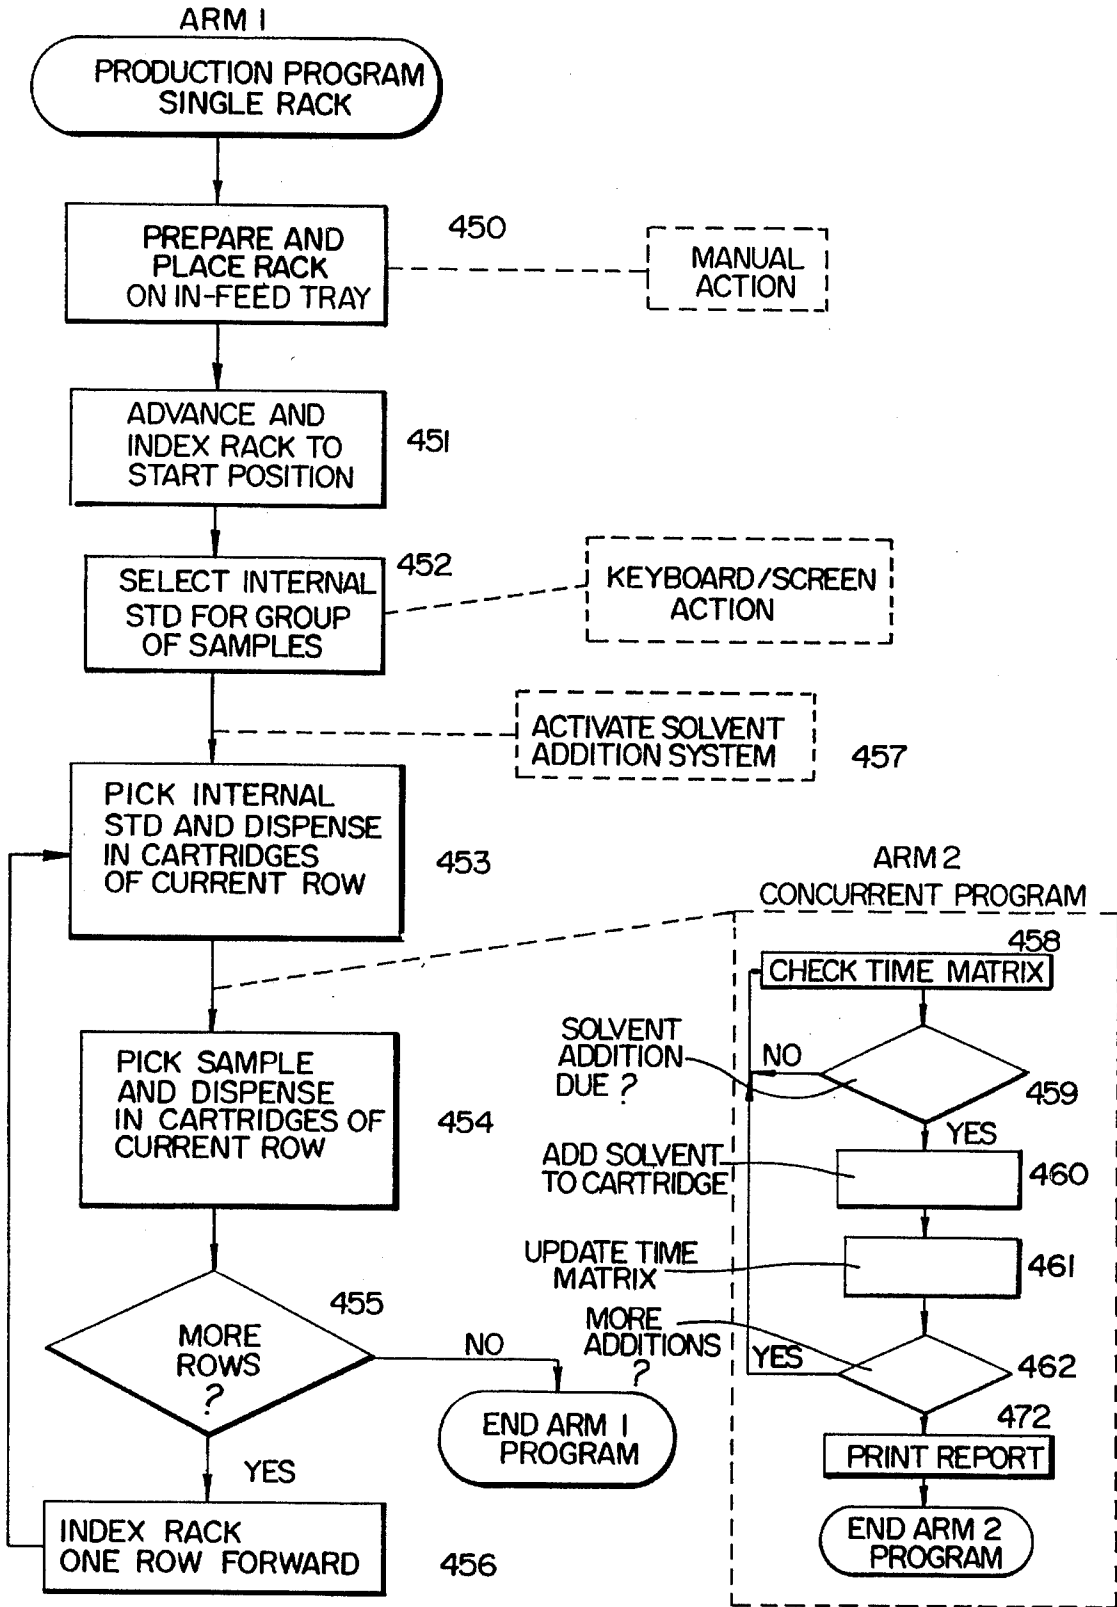 ARM 1
PRODUCTION PROGRAM
SINGLE RACK
PREPARE AND
PLACE RACK
ON IN-FEED TRAY
450
MANUAL
ACTION
ADVANCE AND
INDEX RACK TO
START POSITION
451
SELECT INTERNAL
STD FOR GROUP
OF SAMPLES
452
KEYBOARD/SCREEN
ACTION
ACTIVATE SOLVENT
ADDITION SYSTEM
457
PICK INTERNAL
STD AND DISPENSE
IN CARTRIDGES
OF CURRENT ROW
453
PICK SAMPLE
AND DISPENSE
IN CARTRIDGES OF
CURRENT ROW
454
MORE
ROWS
?
455
NO
END ARM 1
PROGRAM
YES
INDEX RACK
ONE ROW FORWARD
456
ARM 2
CONCURRENT PROGRAM
458
CHECK TIME MATRIX
SOLVENT
ADDITION
DUE ?
NO
459
YES
ADD SOLVENT
TO CARTRIDGE
460
UPDATE TIME
MATRIX
461
MORE
ADDITIONS
?
YES
462
472
PRINT REPORT
END ARM 2
PROGRAM